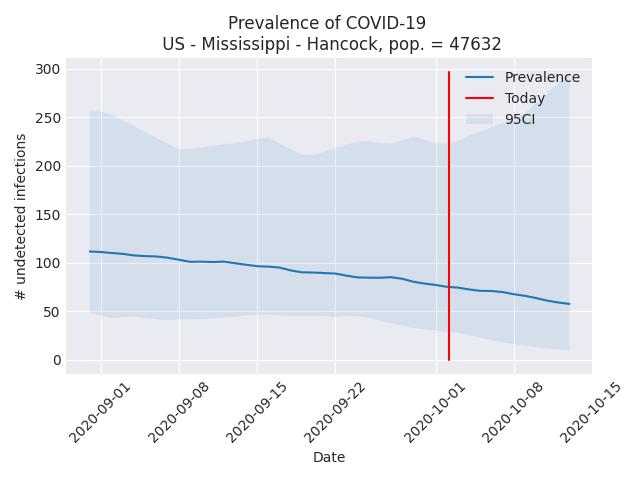 Prevalence of COVID-19
US - Mississippi - Hancock, pop. = 47632
# undetected infections
300
250
200
150
100
50
0
Prevalence
Today
95CI
2020-09-01
2020-09-08
2020-09-15
2020-09-22
2020-10-01
2020-10-08
2020-10-15
Date